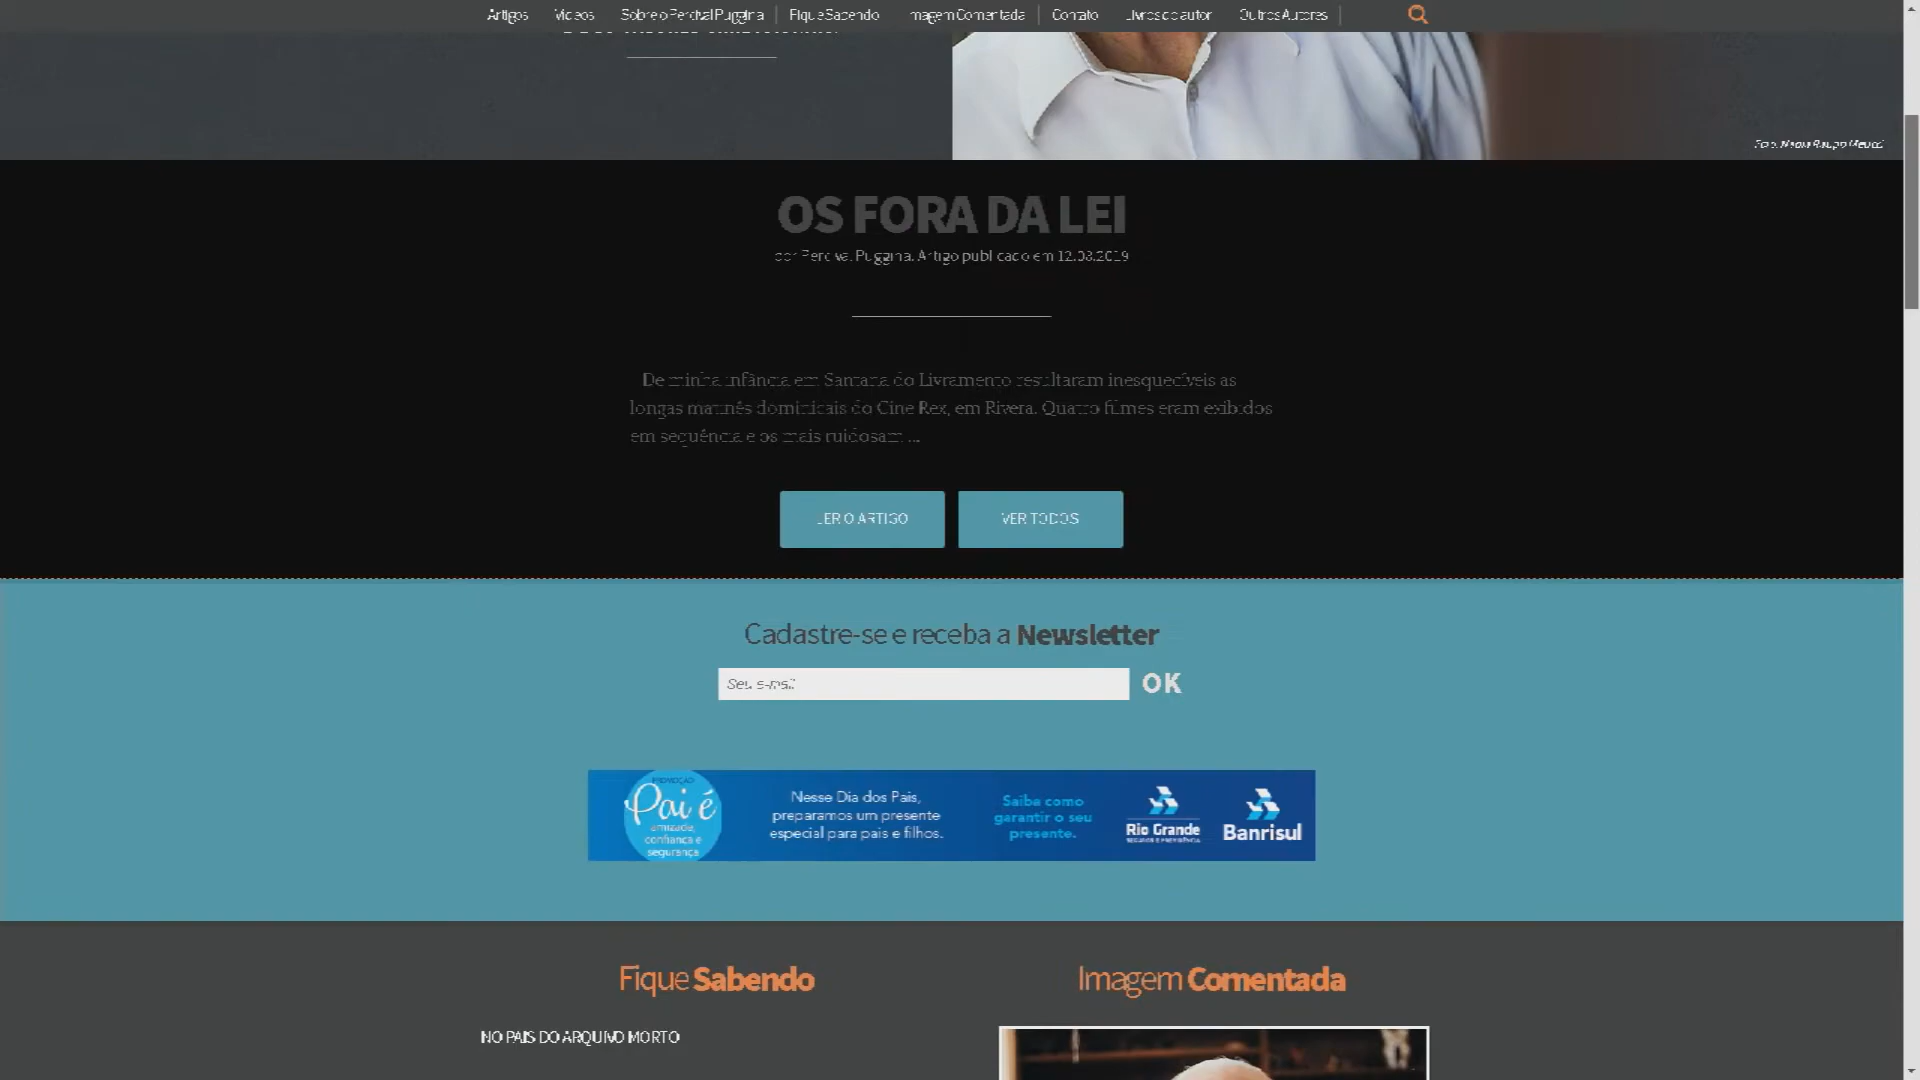 Artigos Vídeos Sobre o Percival Puggina Fique Sabendo Imagem Comentada Contato Livros do autor Outros Autores
OS FORA DA LEI
por Percival Puggina. Artigo publicado em 12.08.2019
De minha infância em Santana do Livramento resultaram inesquecíveis as
longas matinês dominicais do Cine Rex, em Rivera. Quatro filmes eram exibidos
em sequência e os mais ruidosam ...
LER O ARTIGO VER TODOS
Cadastre-se e receba a Newsletter
Seu e-mail OK
PROMOÇÃO
Pai é
amizade,
confiança e
segurança
Nesse Dia dos Pais,
preparamos um presente
especial para pais e filhos.
Saiba como
garantir o seu
presente.
Rio Grande
SEGUROS E PREVIDÊNCIA
Banrisul
Fique Sabendo
Imagem Comentada
NO PAÍS DO ARQUIVO MORTO